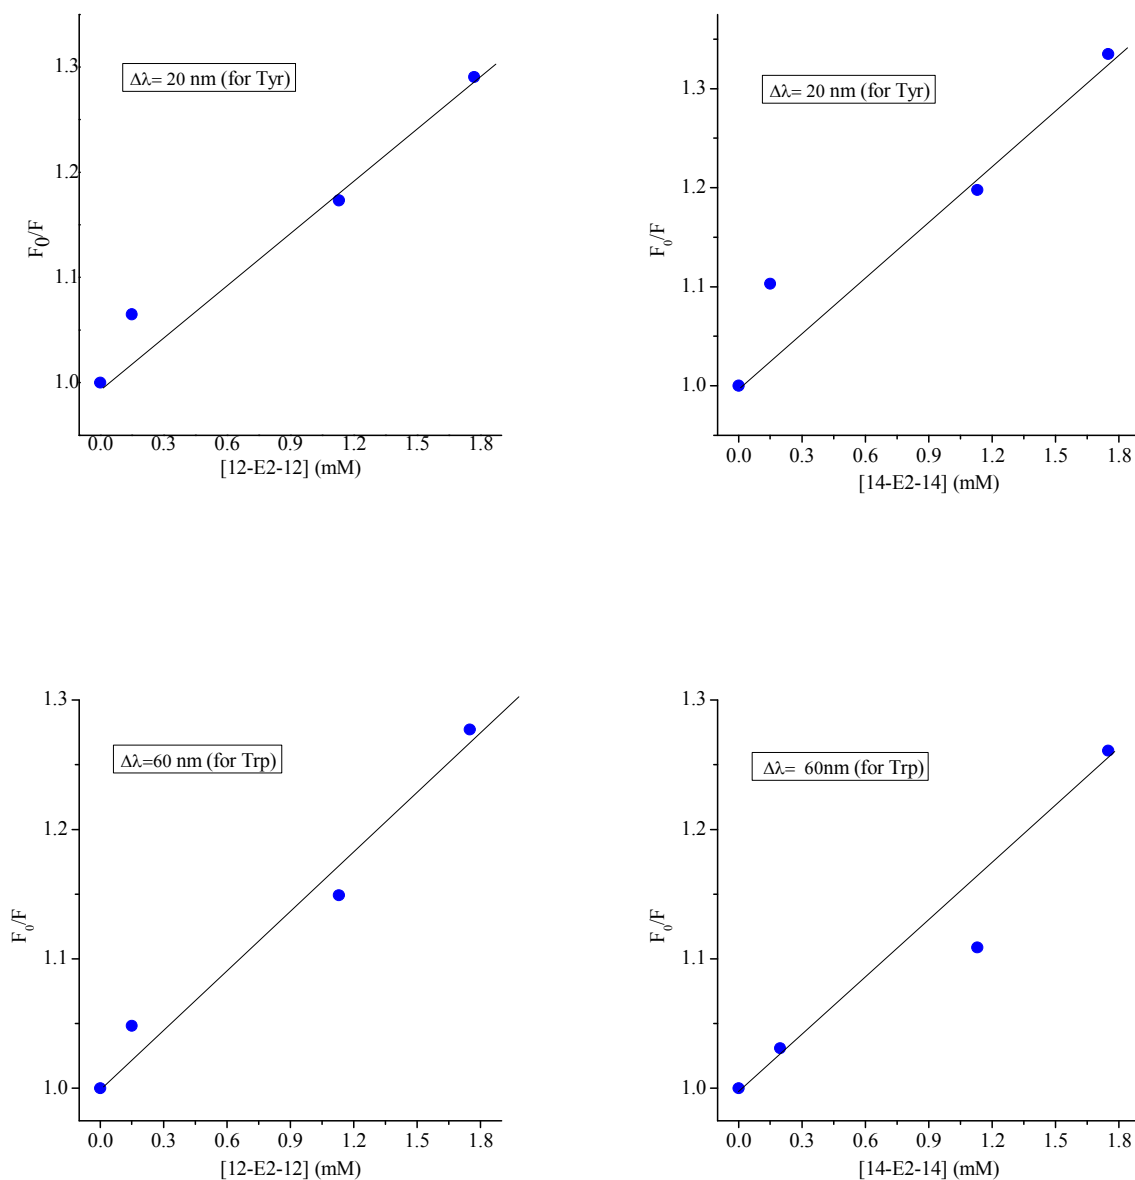 1.3
Δλ= 20 nm (for Tyr)
1.2
F0/F
1.1
1.0
0.0 0.3 0.6 0.9 1.2 1.5 1.8
[12-E2-12] (mM)
Δλ= 20 nm (for Tyr)
1.3
1.2
F₀/F
1.1
1.0
0.0 0.3 0.6 0.9 1.2 1.5 1.8
[14-E2-14] (mM)
1.3
Δλ=60 nm (for Trp)
1.2
F₀/F
1.1
1.0
0.0 0.3 0.6 0.9 1.2 1.5 1.8
[12-E2-12] (mM)
1.3
Δλ= 60nm (for Trp)
1.2
F₀/F
1.1
1.0
0.0 0.3 0.6 0.9 1.2 1.5 1.8
[14-E2-14] (mM)